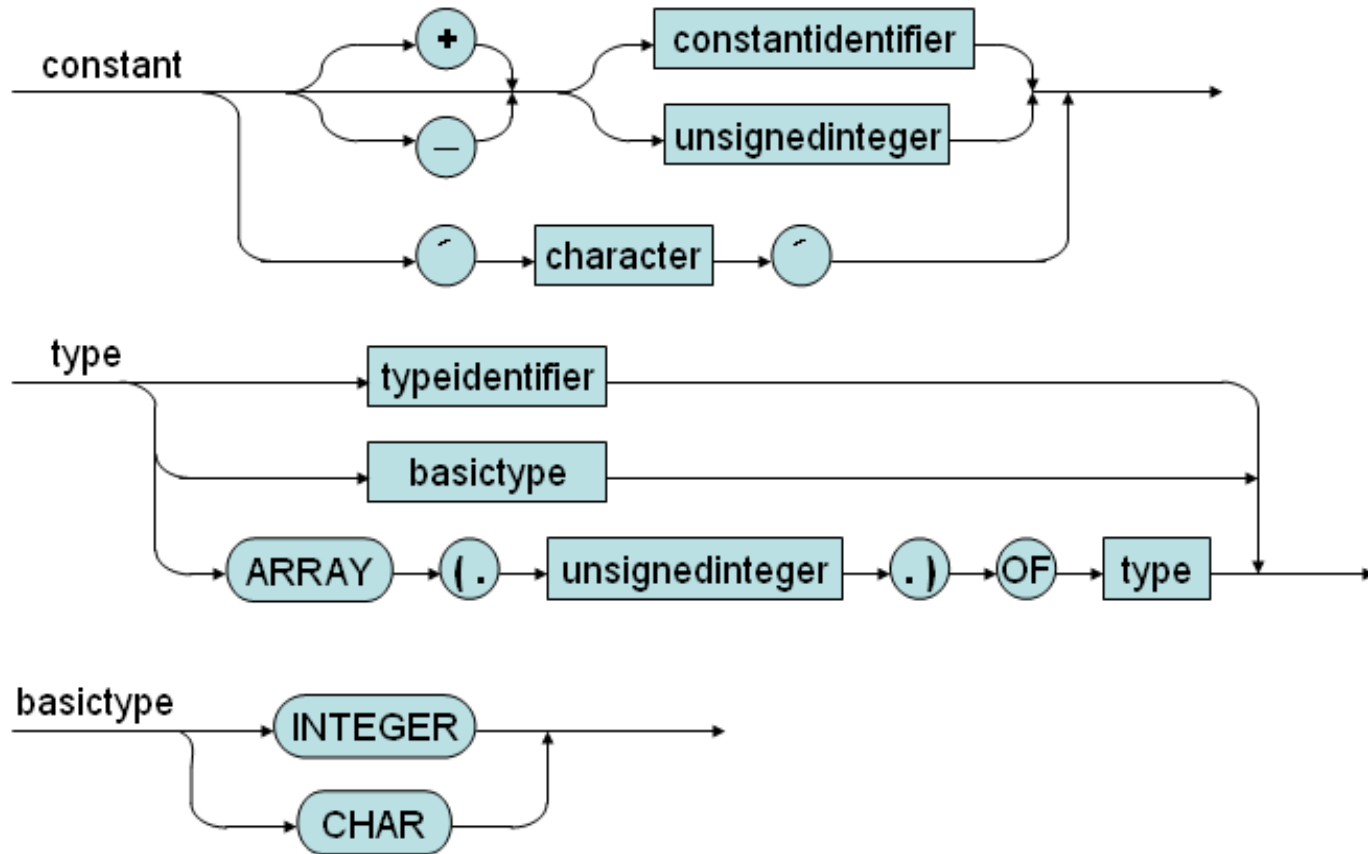 +
constantidentifier
constant
−
unsignedinteger
´ character ´
type
typeidentifier
basictype
ARRAY (. unsignedinteger .) OF type
basictype
INTEGER
CHAR